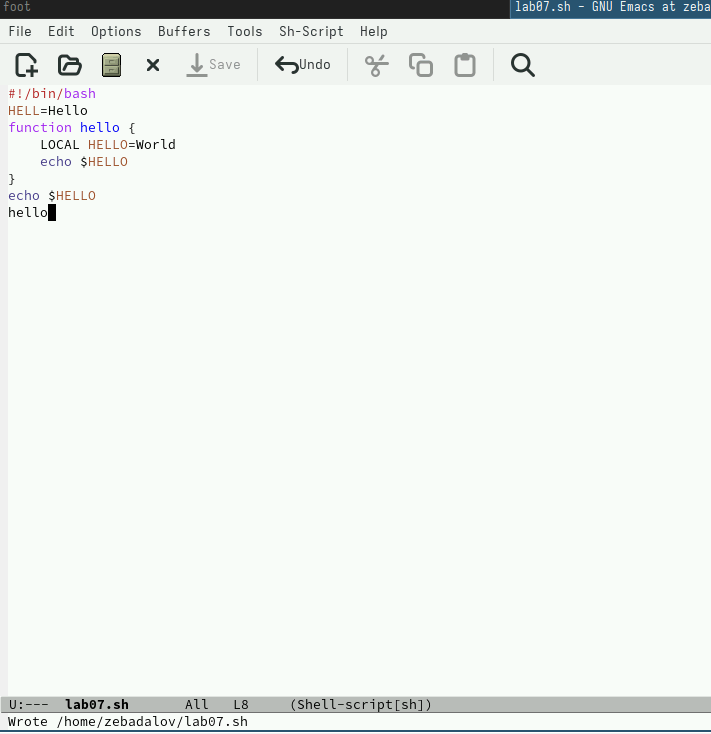 foot
lab07.sh - GNU Emacs at zeba
File Edit Options Buffers Tools Sh-Script Help
Save Undo
#!/bin/bash
HELL=Hello
function hello {
    LOCAL HELLO=World
    echo $HELLO
}
echo $HELLO
hello
U:--- lab07.sh All L8 (Shell-script[sh])
Wrote /home/zebadalov/lab07.sh